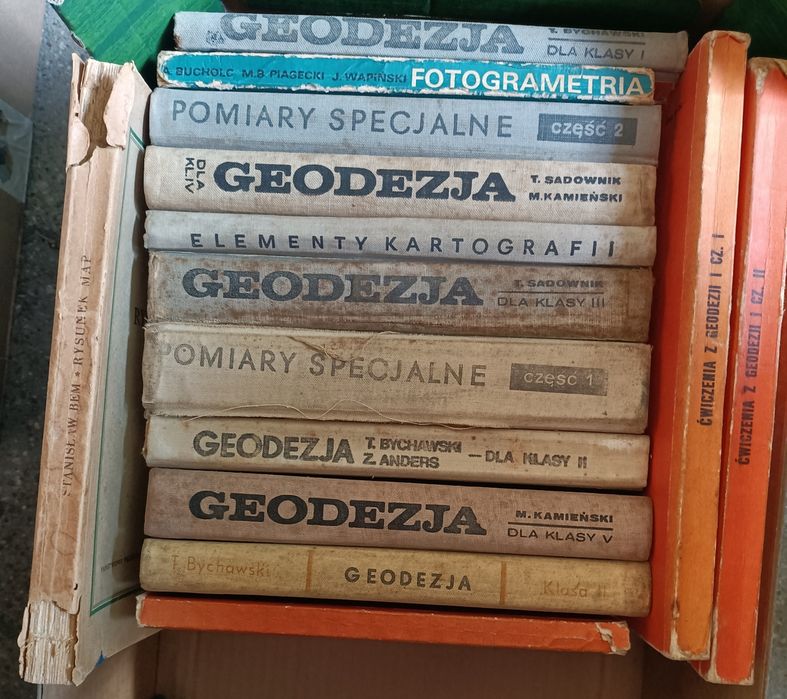 GEODEZJA T. BYCHAWSKI
DLA KLASY I
A. BUCHOLC - M.B. PIASECKI - J. WAPIŃSKI FOTOGRAMETRIA
POMIARY SPECJALNE część 2
DLA KL IV GEODEZJA T. SADOWNIK
M. KAMIEŃSKI
ELEMENTY KARTOGRAFII
GEODEZJA T. SADOWNIK
DLA KLASY III
POMIARY SPECJALNE część 1
GEODEZJA T. BYCHAWSKI
Z. ANDERS – DLA KLASY II
GEODEZJA M. KAMIEŃSKI
DLA KLASY V
T. Bychawski GEODEZJA Klasa II
STANISŁAW BEM * RYSUNEK MAP
ĆWICZENIA Z GEODEZJI I CZ. I
ĆWICZENIA Z GEODEZJI I CZ. II